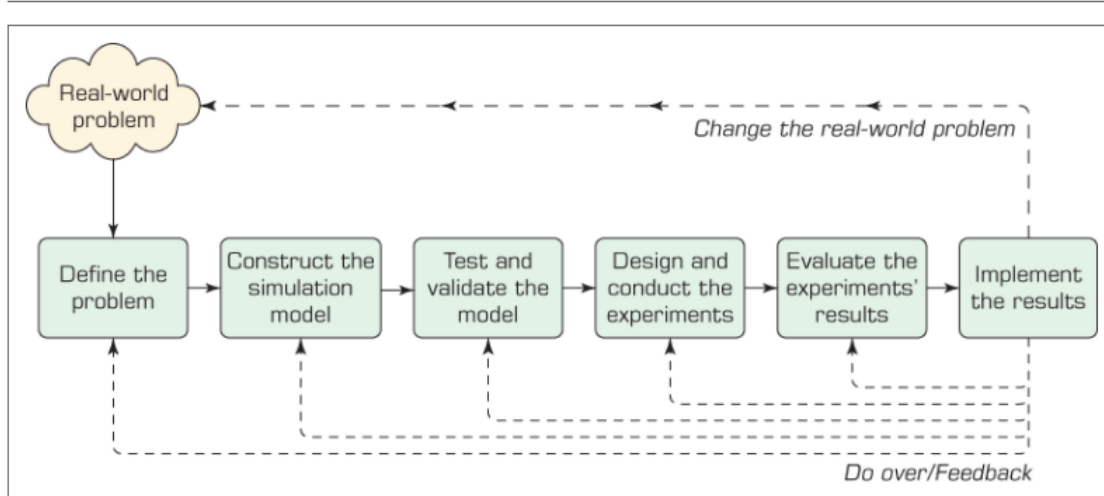 Real-world
problem
Change the real-world problem
Define the
problem
Construct the
simulation
model
Test and
validate the
model
Design and
conduct the
experiments
Evaluate the
experiments’
results
Implement
the results
Do over/Feedback